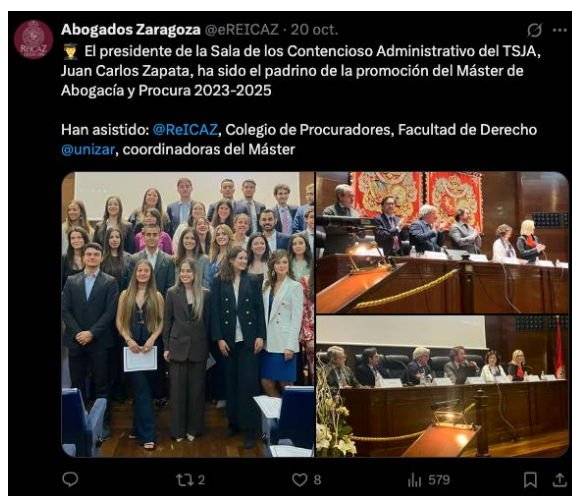 Abogados Zaragoza @eREICAZ · 20 oct.
El presidente de la Sala de los Contencioso Administrativo del TSJA,
Juan Carlos Zapata, ha sido el padrino de la promoción del Máster de
Abogacía y Procura 2023-2025
Han asistido: @ReICAZ, Colegio de Procuradores, Facultad de Derecho
@unizar, coordinadoras del Máster
2
8
579